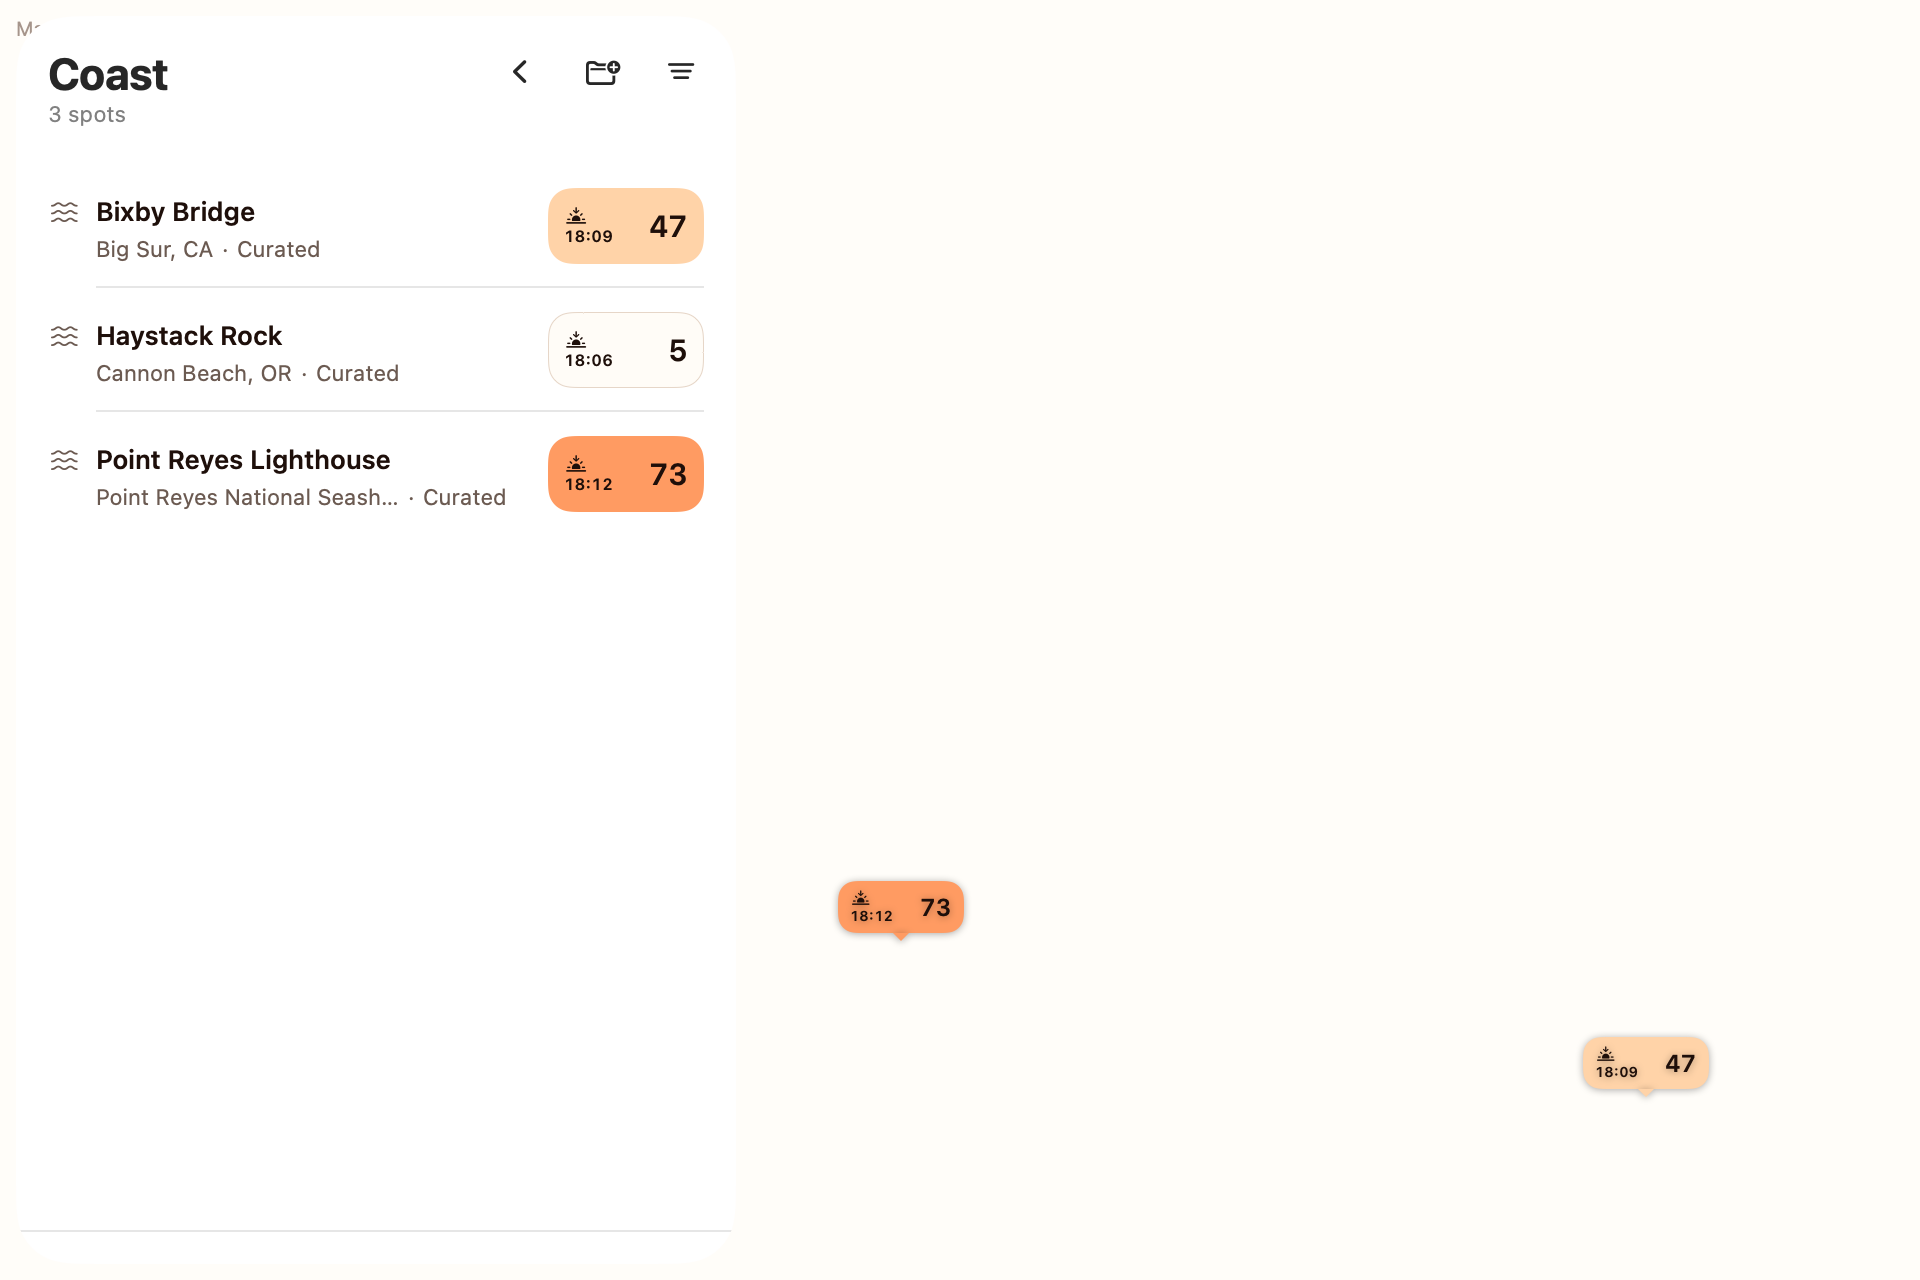 Coast
3 spots
Bixby Bridge
Big Sur, CA · Curated
18:09
47
Haystack Rock
Cannon Beach, OR · Curated
18:06
5
Point Reyes Lighthouse
Point Reyes National Seash... · Curated
18:12
73
18:12
73
18:09
47